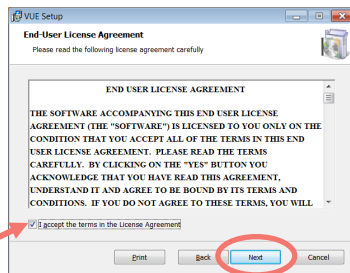 VUE Setup
End-User License Agreement
Please read the following license agreement carefully
END USER LICENSE AGREEMENT
THE SOFTWARE ACCOMPANYING THIS END USER LICENSE
AGREEMENT (THE "SOFTWARE") IS LICENSED TO YOU ONLY ON THE
CONDITION THAT YOU ACCEPT ALL OF THE TERMS IN THIS END
USER LICENSE AGREEMENT. PLEASE READ THE TERMS
CAREFULLY. BY CLICKING ON THE "YES" BUTTON YOU
ACKNOWLEDGE THAT YOU HAVE READ THIS AGREEMENT,
UNDERSTAND IT AND AGREE TO BE BOUND BY ITS TERMS AND
CONDITIONS. IF YOU DO NOT AGREE TO THESE TERMS, YOU WILL
I accept the terms in the License Agreement
Print Back Next Cancel